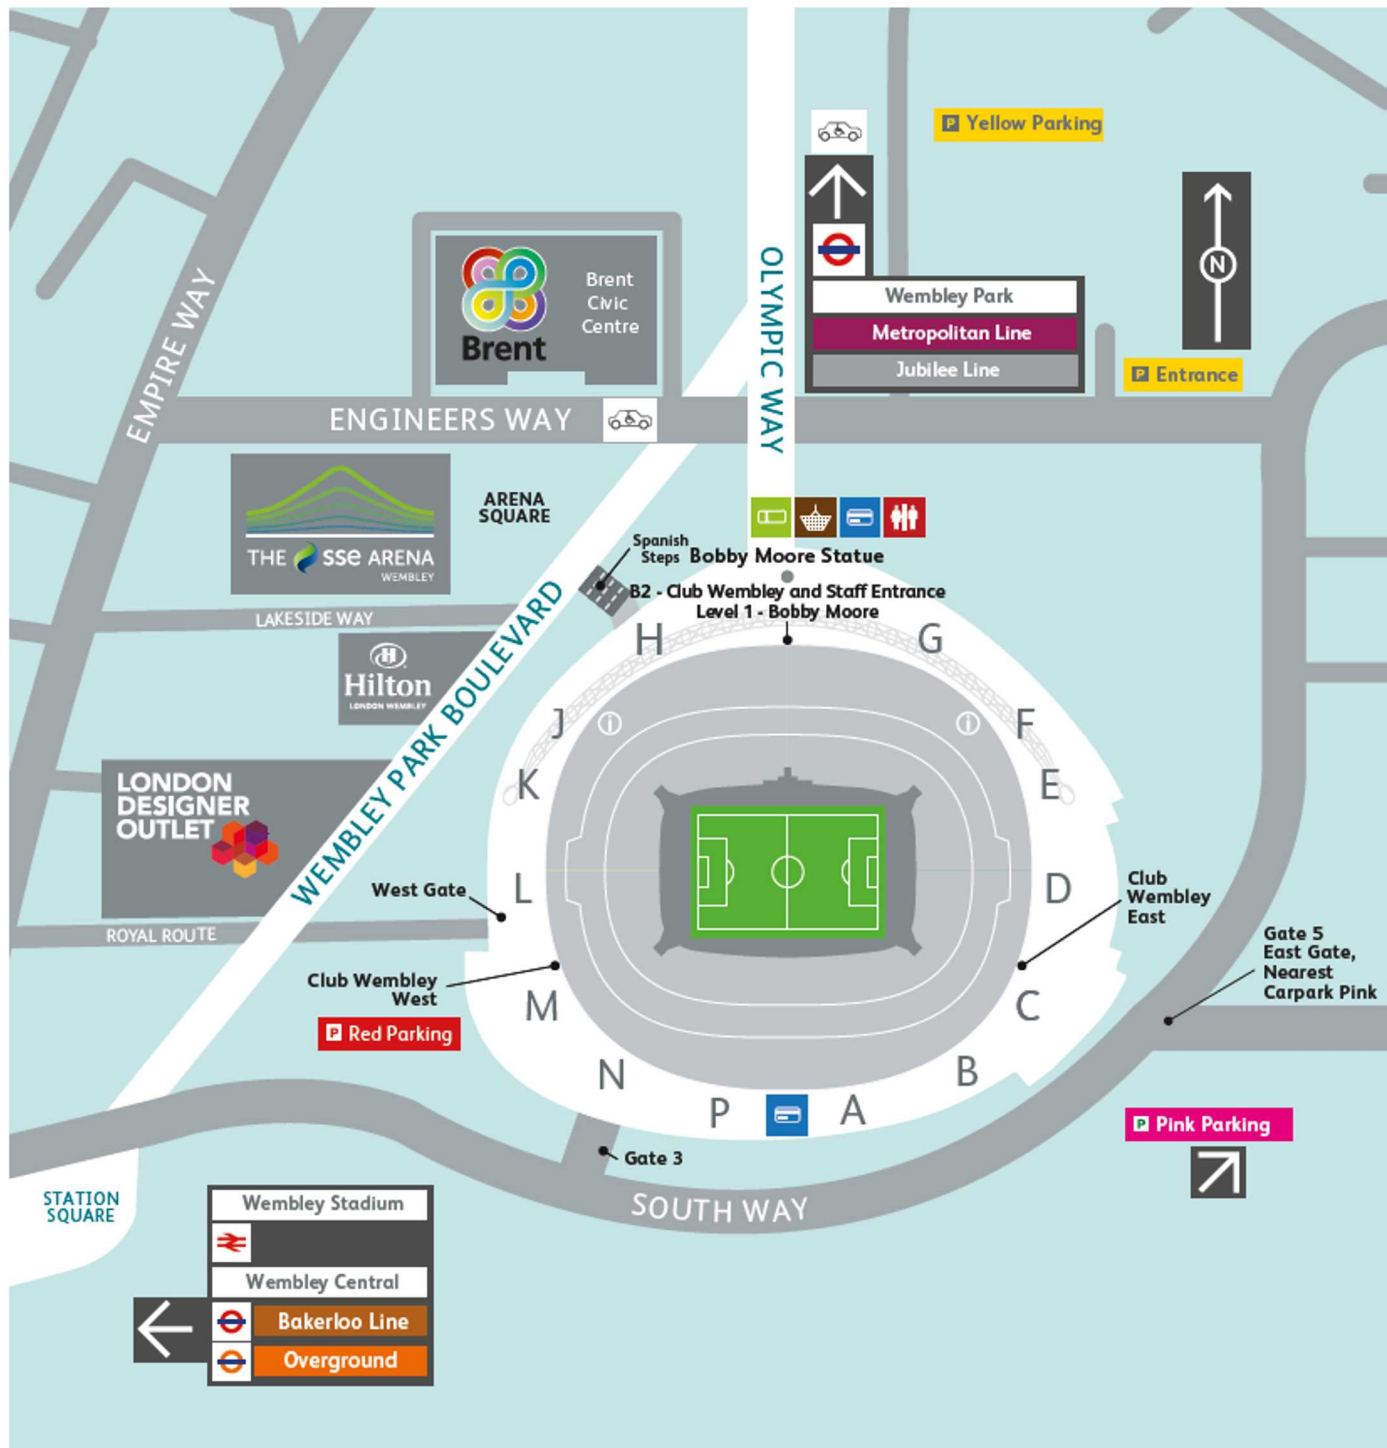 P Yellow Parking
N
Wembley Park
Metropolitan Line
Jubilee Line
P Entrance
OLYMPIC WAY
EMPIRE WAY
Brent
Brent
Civic
Centre
ENGINEERS WAY
THE sse ARENA
WEMBLEY
ARENA
SQUARE
Spanish
Steps
Bobby Moore Statue
B2 - Club Wembley and Staff Entrance
Level 1 - Bobby Moore
LAKESIDE WAY
H
Hilton
LONDON WEMBLEY
WEMBLEY PARK BOULEVARD
H
G
J
i
i
F
K
E
LONDON
DESIGNER
OUTLET
West Gate
L
D
Club
Wembley
East
ROYAL ROUTE
Gate 5
East Gate,
Nearest
Carpark Pink
Club Wembley
West
M
C
P Red Parking
N
B
P
A
P Pink Parking
Gate 3
SOUTH WAY
STATION
SQUARE
Wembley Stadium
Wembley Central
Bakerloo Line
Overground